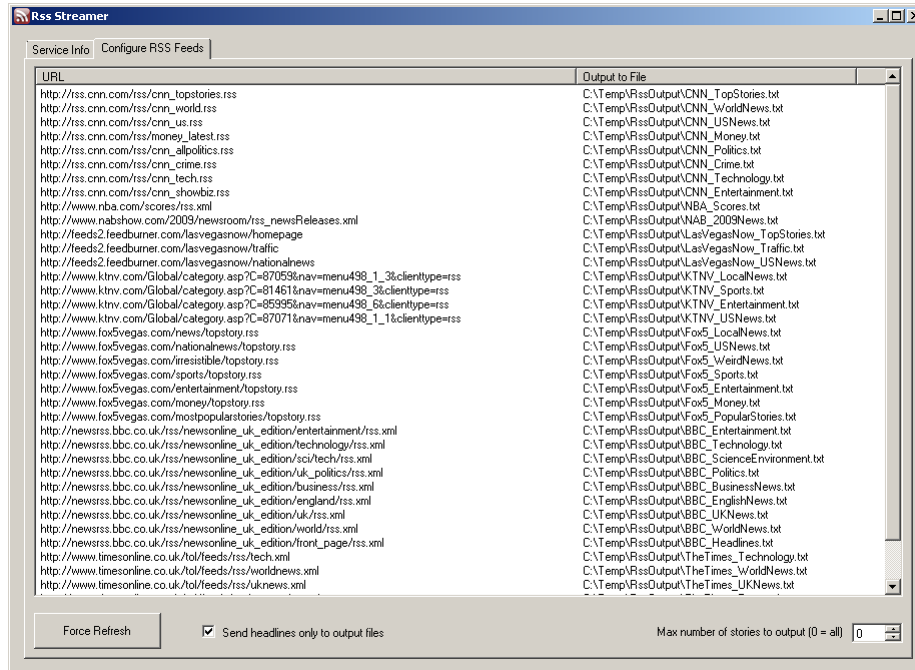 Rss Streamer
Service Info Configure RSS Feeds
URL Output to File
http://rss.cnn.com/rss/cnn_topstories.rss C:\Temp\RssOutput\CNN_TopStories.txt
http://rss.cnn.com/rss/cnn_world.rss C:\Temp\RssOutput\CNN_WorldNews.txt
http://rss.cnn.com/rss/cnn_us.rss C:\Temp\RssOutput\CNN_USNews.txt
http://rss.cnn.com/rss/money_latest.rss C:\Temp\RssOutput\CNN_Money.txt
http://rss.cnn.com/rss/cnn_allpolitics.rss C:\Temp\RssOutput\CNN_Politics.txt
http://rss.cnn.com/rss/cnn_crime.rss C:\Temp\RssOutput\CNN_Crime.txt
http://rss.cnn.com/rss/cnn_tech.rss C:\Temp\RssOutput\CNN_Technology.txt
http://rss.cnn.com/rss/cnn_showbiz.rss C:\Temp\RssOutput\CNN_Entertainment.txt
http://www.nba.com/scores/rss.xml C:\Temp\RssOutput\NBA_Scores.txt
http://www.nabshow.com/2009/newsroom/rss_newsReleases.xml C:\Temp\RssOutput\NAB_2009News.txt
http://feeds2.feedburner.com/lasvegasnow/homepage C:\Temp\RssOutput\LasVegasNow_TopStories.txt
http://feeds2.feedburner.com/lasvegasnow/traffic C:\Temp\RssOutput\LasVegasNow_Traffic.txt
http://feeds2.feedburner.com/lasvegasnow/nationalnews C:\Temp\RssOutput\LasVegasNow_USNews.txt
http://www.ktnv.com/Global/category.asp?C=87059&nav=menu498_1_3&clienttype=rss C:\Temp\RssOutput\KTNV_LocalNews.txt
http://www.ktnv.com/Global/category.asp?C=81461&nav=menu498_3&clienttype=rss C:\Temp\RssOutput\KTNV_Sports.txt
http://www.ktnv.com/Global/category.asp?C=85995&nav=menu498_6&clienttype=rss C:\Temp\RssOutput\KTNV_Entertainment.txt
http://www.ktnv.com/Global/category.asp?C=87071&nav=menu498_1_1&clienttype=rss C:\Temp\RssOutput\KTNV_USNews.txt
http://www.fox5vegas.com/news/topstory.rss C:\Temp\RssOutput\Fox5_LocalNews.txt
http://www.fox5vegas.com/nationalnews/topstory.rss C:\Temp\RssOutput\Fox5_USNews.txt
http://www.fox5vegas.com/irresistible/topstory.rss C:\Temp\RssOutput\Fox5_WeirdNews.txt
http://www.fox5vegas.com/sports/topstory.rss C:\Temp\RssOutput\Fox5_Sports.txt
http://www.fox5vegas.com/entertainment/topstory.rss C:\Temp\RssOutput\Fox5_Entertainment.txt
http://www.fox5vegas.com/money/topstory.rss C:\Temp\RssOutput\Fox5_Money.txt
http://www.fox5vegas.com/mostpopularstories/topstory.rss C:\Temp\RssOutput\Fox5_PopularStories.txt
http://newsrss.bbc.co.uk/rss/newsonline_uk_edition/entertainment/rss.xml C:\Temp\RssOutput\BBC_Entertainment.txt
http://newsrss.bbc.co.uk/rss/newsonline_uk_edition/technology/rss.xml C:\Temp\RssOutput\BBC_Technology.txt
http://newsrss.bbc.co.uk/rss/newsonline_uk_edition/sci/tech/rss.xml C:\Temp\RssOutput\BBC_ScienceEnvironment.txt
http://newsrss.bbc.co.uk/rss/newsonline_uk_edition/uk_politics/rss.xml C:\Temp\RssOutput\BBC_Politics.txt
http://newsrss.bbc.co.uk/rss/newsonline_uk_edition/business/rss.xml C:\Temp\RssOutput\BBC_BusinessNews.txt
http://newsrss.bbc.co.uk/rss/newsonline_uk_edition/england/rss.xml C:\Temp\RssOutput\BBC_EnglishNews.txt
http://newsrss.bbc.co.uk/rss/newsonline_uk_edition/uk/rss.xml C:\Temp\RssOutput\BBC_UKNews.txt
http://newsrss.bbc.co.uk/rss/newsonline_uk_edition/world/rss.xml C:\Temp\RssOutput\BBC_WorldNews.txt
http://newsrss.bbc.co.uk/rss/newsonline_uk_edition/front_page/rss.xml C:\Temp\RssOutput\BBC_Headlines.txt
http://www.timesonline.co.uk/tol/feeds/rss/tech.xml C:\Temp\RssOutput\TheTimes_Technology.txt
http://www.timesonline.co.uk/tol/feeds/rss/worldnews.xml C:\Temp\RssOutput\TheTimes_WorldNews.txt
http://www.timesonline.co.uk/tol/feeds/rss/uknews.xml C:\Temp\RssOutput\TheTimes_UKNews.txt
Force Refresh Send headlines only to output files Max number of stories to output (0 = all) 0